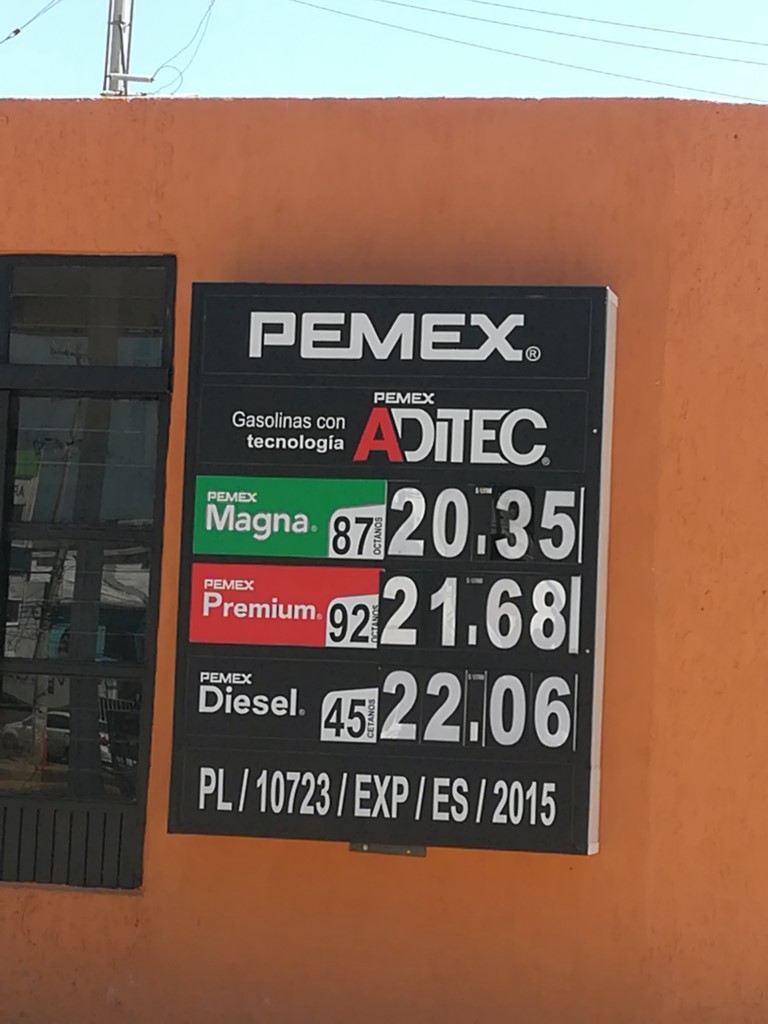 PEMEX®
PEMEX
Gasolinas con
tecnología ADITEC®
PEMEX
Magna® 87 OCTANOS 20.35
PEMEX
Premium® 92 OCTANOS 21.68
PEMEX
Diesel® 45 CETANOS 22.06
PL / 10723 / EXP / ES / 2015